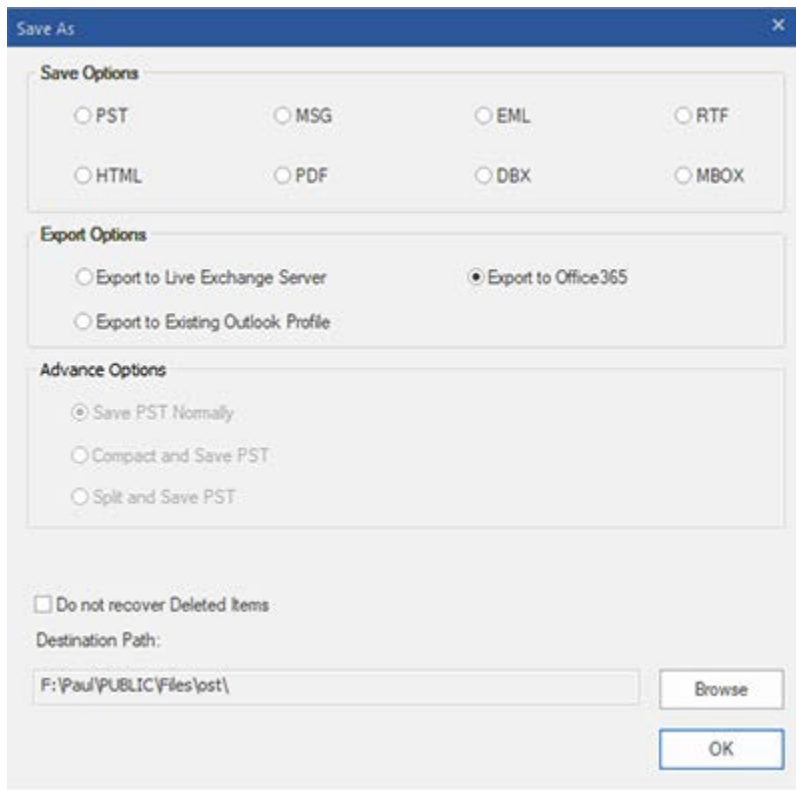 Save As
Save Options
PST MSG EML RTF
HTML PDF DBX MBOX
Export Options
Export to Live Exchange Server Export to Office365
Export to Existing Outlook Profile
Advance Options
Save PST Normally
Compact and Save PST
Split and Save PST
Do not recover Deleted Items
Destination Path:
F:\Paul\PUBLIC\Files\ost\ Browse
OK